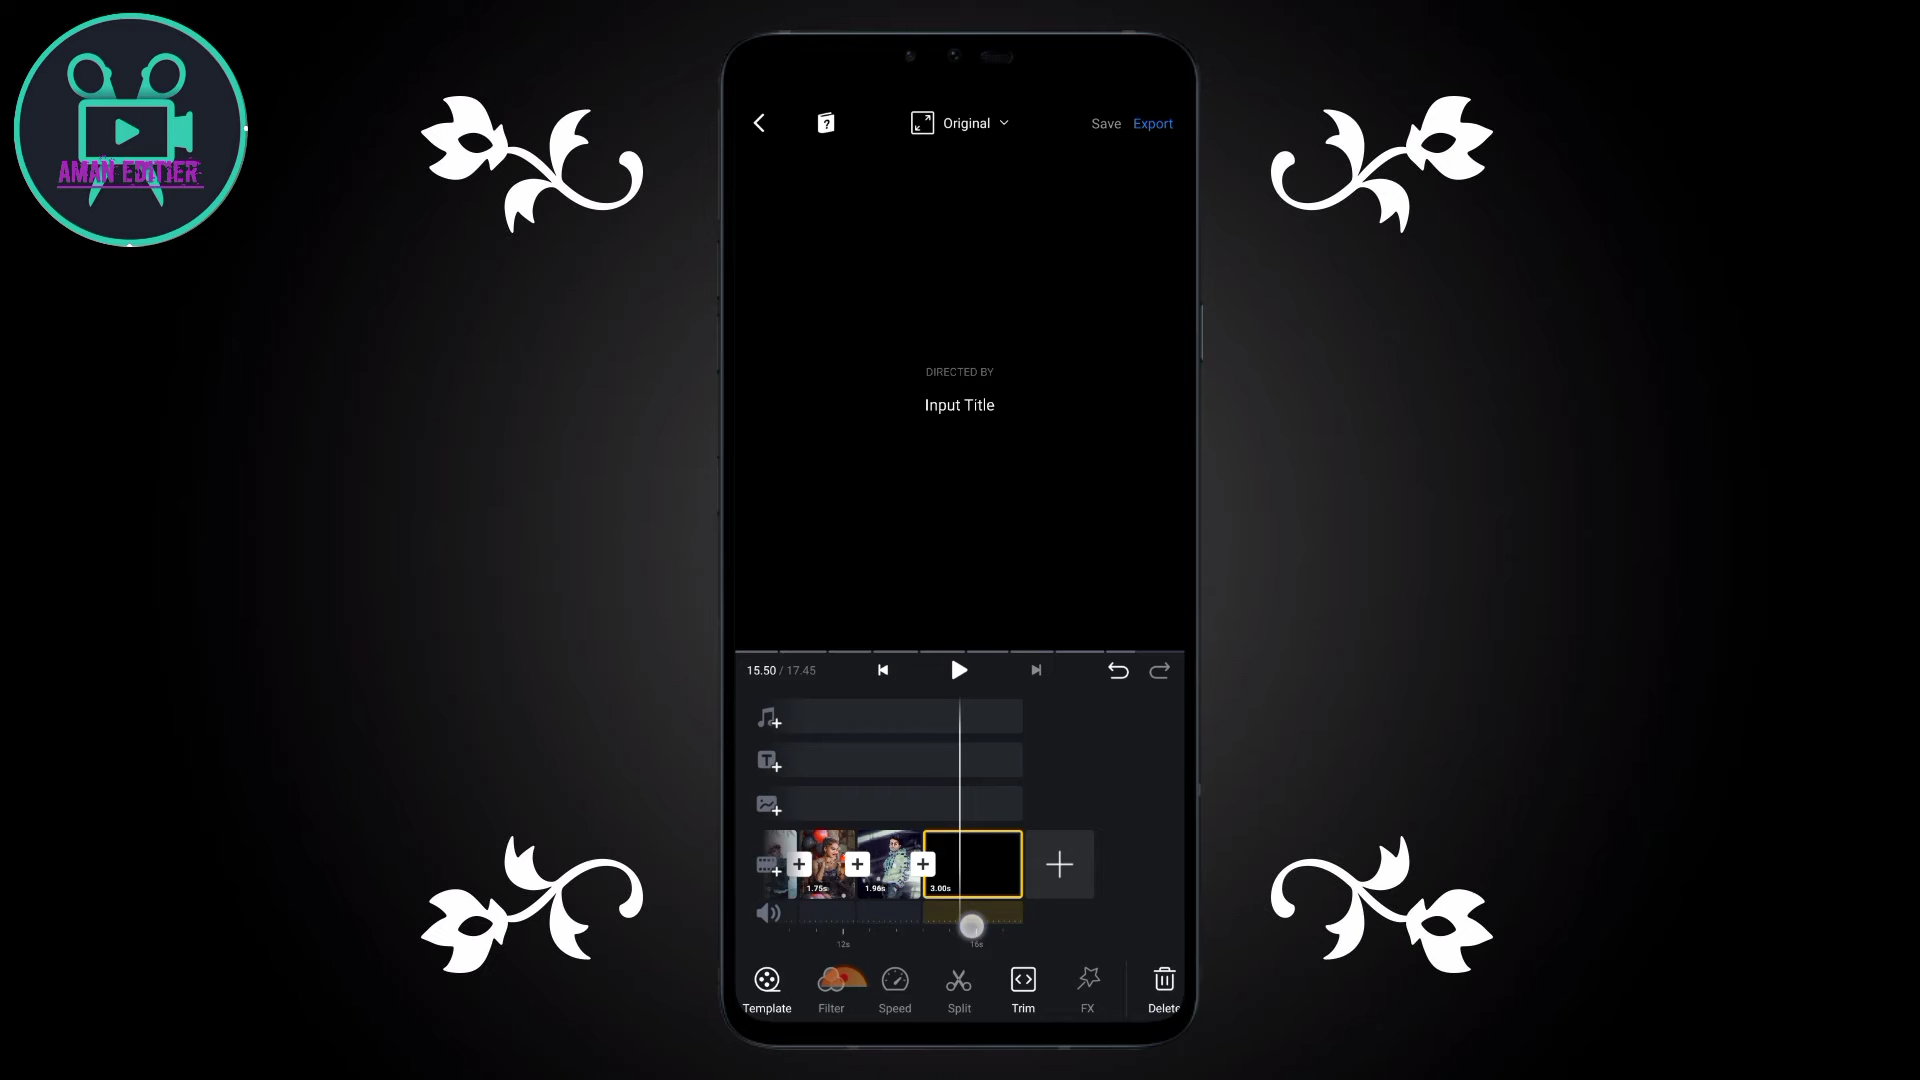 AMAN EDITIER
Original
Save Export
DIRECTED BY
Input Title
15.50 / 17.45
1.75s
1.96s
3.00s
12s
16s
Template
Filter
Speed
Split
Trim
FX
Delete